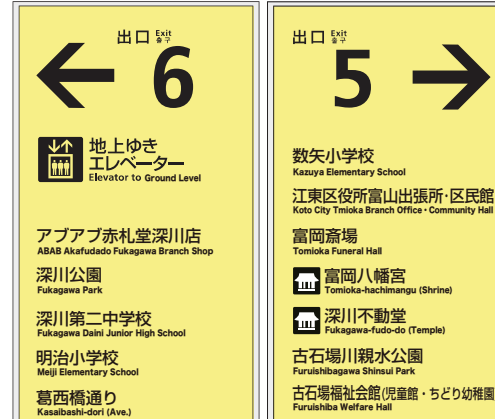 出口 Exit 출구
← 6
地上ゆき
エレベーター
Elevator to Ground Level
アブアブ赤札堂深川店
ABAB Akafudado Fukagawa Branch Shop
深川公園
Fukagawa Park
深川第二中学校
Fukagawa Daini Junior High School
明治小学校
Meiji Elementary School
葛西橋通り
Kasaibashi-dori (Ave.)
出口 Exit 출구
5 →
数矢小学校
Kazuya Elementary School
江東区役所富山出張所・区民館
Koto City Tmioka Branch Office・Community Hall
富岡斎場
Tomioka Funeral Hall
富岡八幡宮
Tomioka-hachimangu (Shrine)
深川不動堂
Fukagawa-fudo-do (Temple)
古石場川親水公園
Furuishibagawa Shinsui Park
古石場福祉会館(児童館・ちどり幼稚園
Furuishiba Welfare Hall